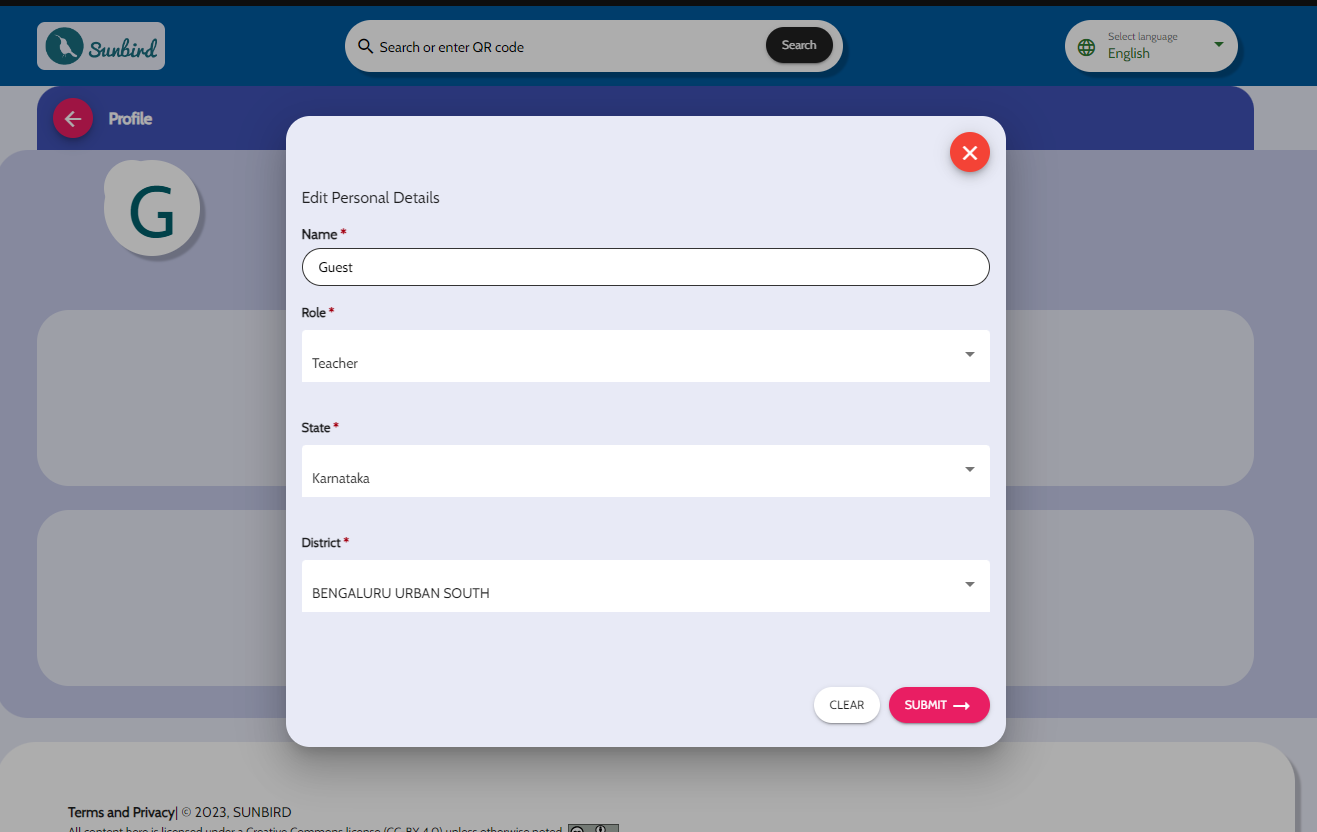 Sunbird
Search or enter QR code
Search
Select language
English
Profile
G
Edit Personal Details
Name *
Guest
Role *
Teacher
State *
Karnataka
District *
BENGALURU URBAN SOUTH
CLEAR
SUBMIT
Terms and Privacy| © 2023, SUNBIRD
All content here is licensed under a Creative Commons license (CC-BY 4.0) unless otherwise noted.